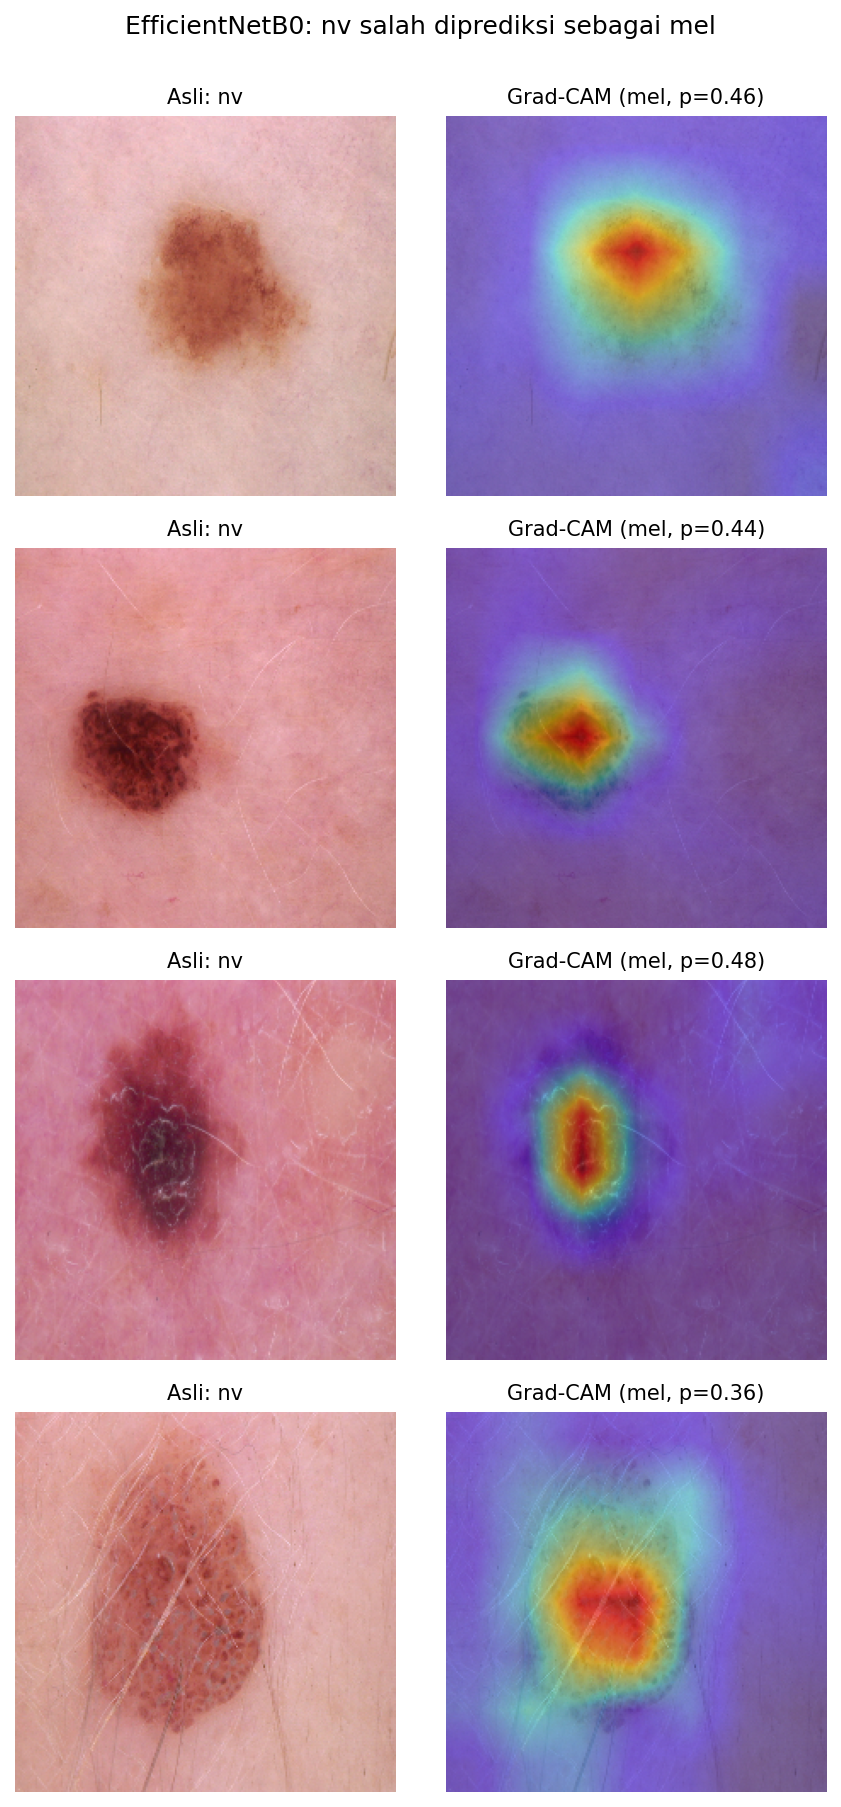 EfficientNetB0: nv salah diprediksi sebagai mel
Asli: nv
Grad-CAM (mel, p=0.46)
Asli: nv
Grad-CAM (mel, p=0.44)
Asli: nv
Grad-CAM (mel, p=0.48)
Asli: nv
Grad-CAM (mel, p=0.36)